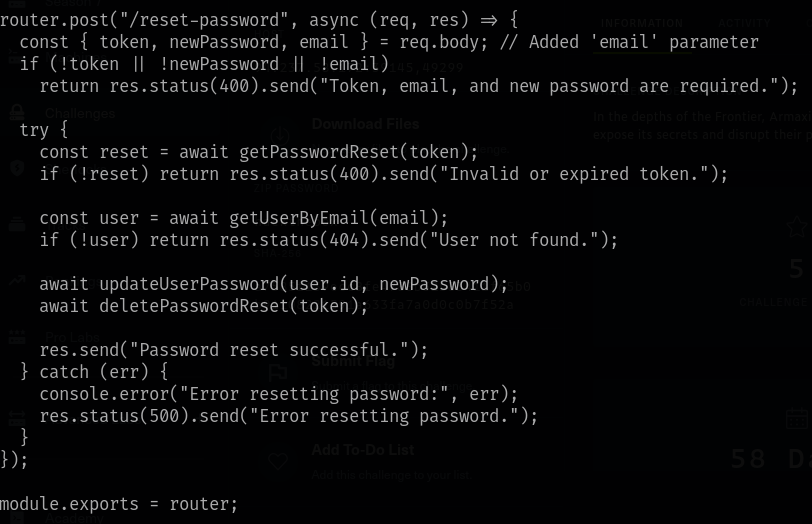 router.post("/reset-password", async (req, res) => {
  const { token, newPassword, email } = req.body; // Added 'email' parameter
  if (!token || !newPassword || !email)
    return res.status(400).send("Token, email, and new password are required.");

  try {
    const reset = await getPasswordReset(token);
    if (!reset) return res.status(400).send("Invalid or expired token.");

    const user = await getUserByEmail(email);
    if (!user) return res.status(404).send("User not found.");

    await updateUserPassword(user.id, newPassword);
    await deletePasswordReset(token);

    res.send("Password reset successful.");
  } catch (err) {
    console.error("Error resetting password:", err);
    res.status(500).send("Error resetting password.");
  }
});

module.exports = router;
INFORMATION
ACTIVITY
Challenges
Download Files
In the depths of the Frontier, Armaxi
expose its secrets and disrupt their p
5
CHALLENGE
Pro Labs
Submit Flag
Add To-Do List
Add this challenge to your list.
58 Da
Academy